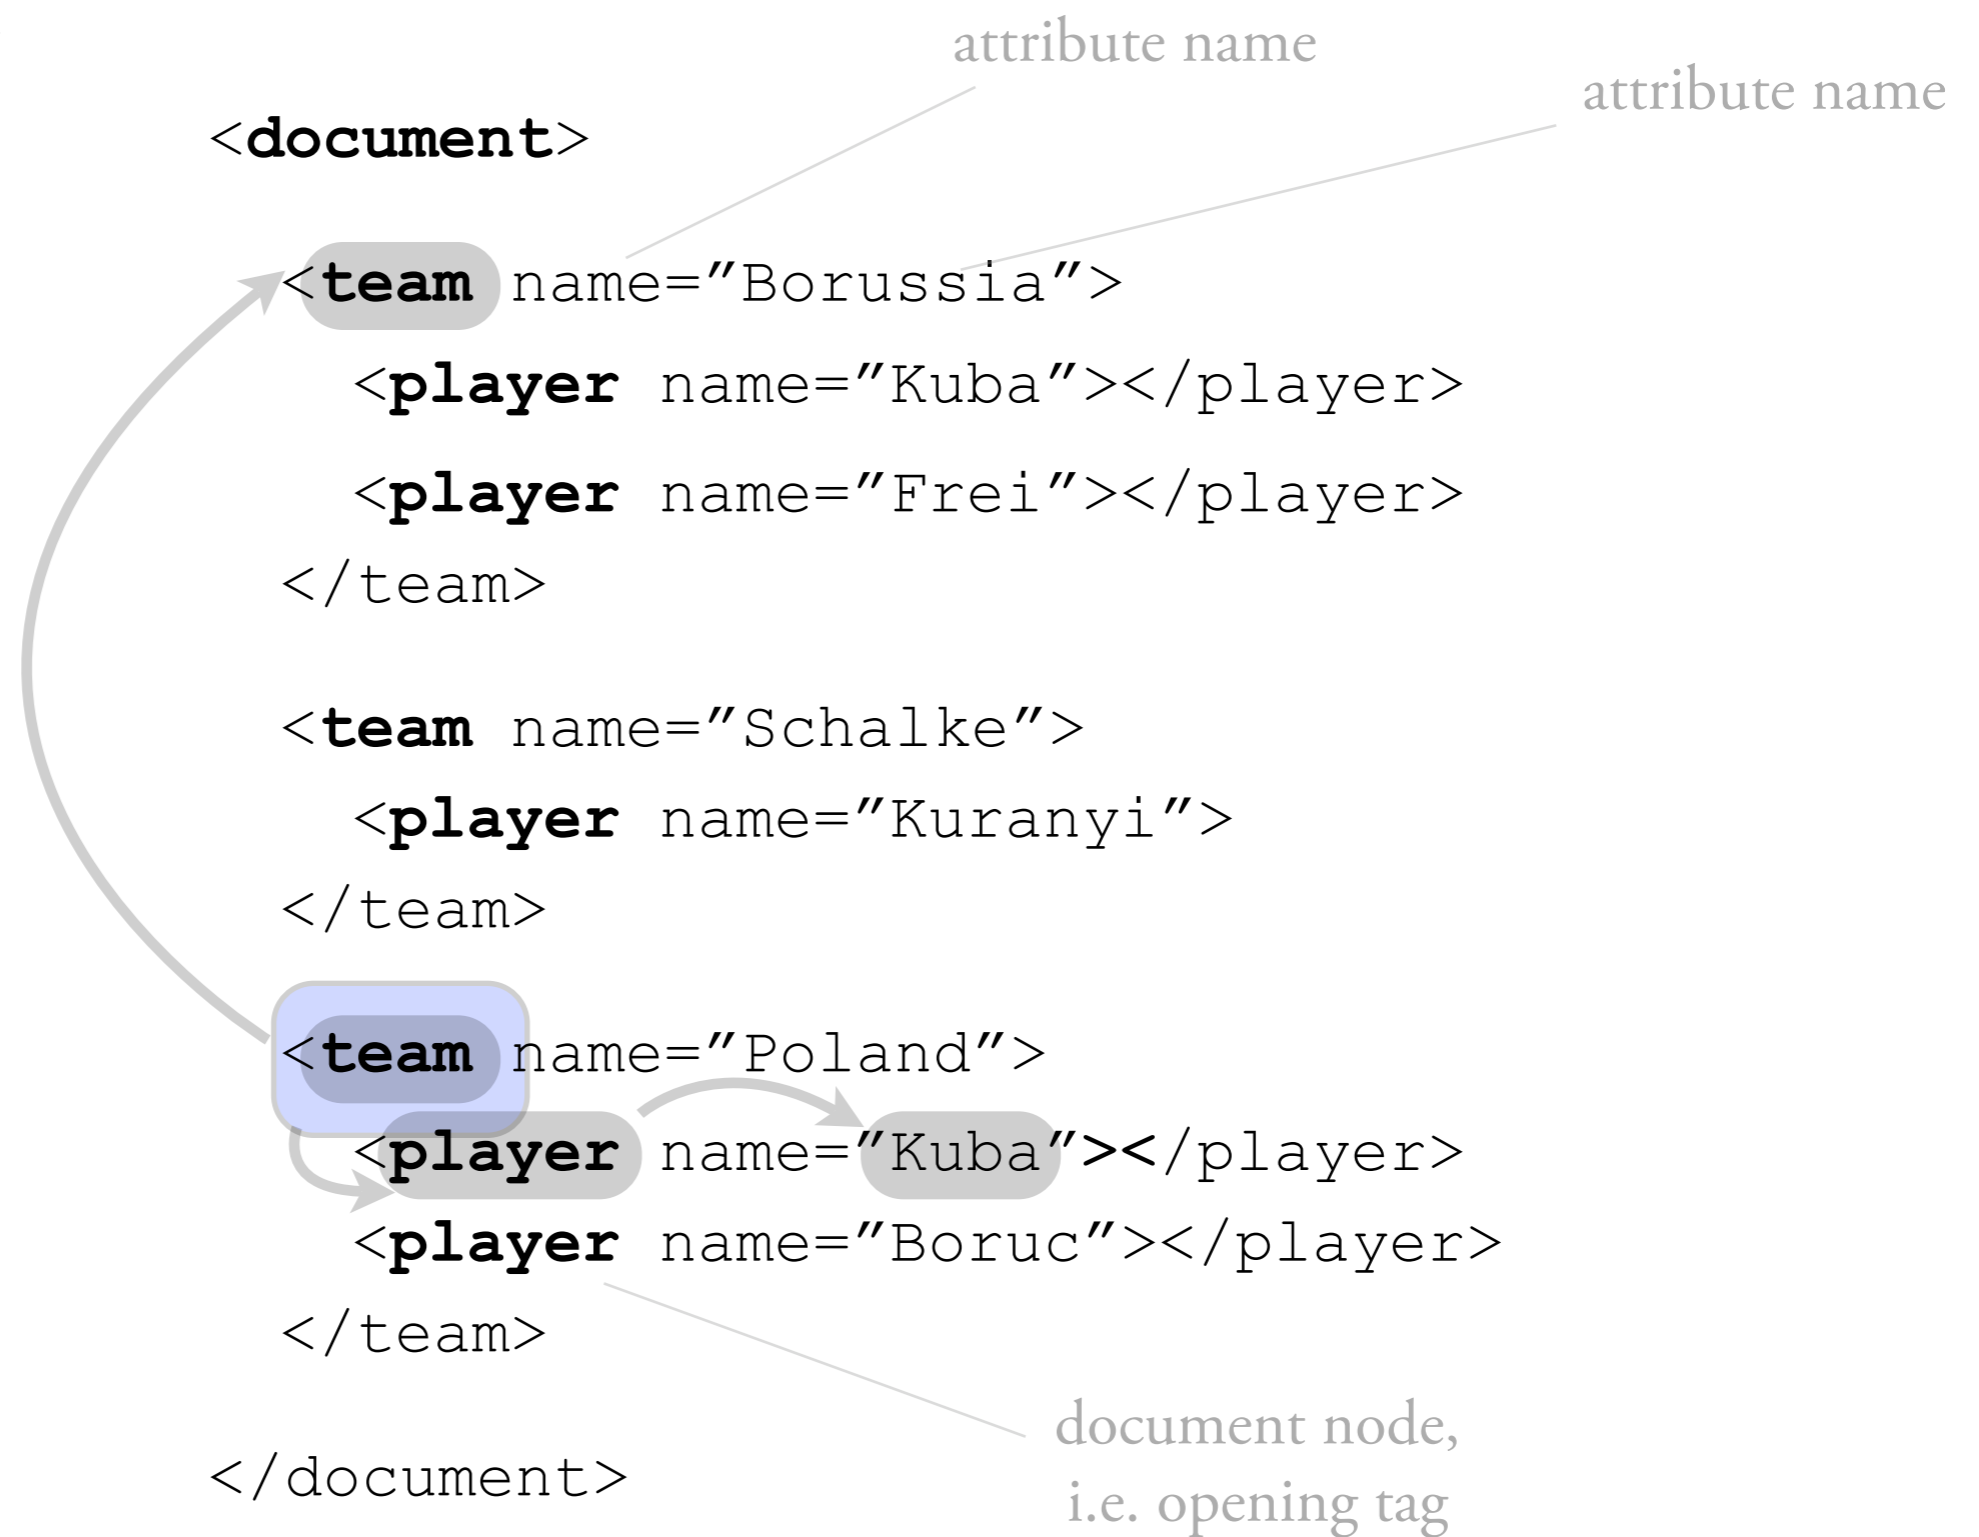 attribute name
attribute name
<document>
<team name=”Borussia”>
<player name=”Kuba”></player>
<player name=”Frei”></player>
</team>
<team name=”Schalke”>
<player name=”Kuranyi”>
</team>
<team name=”Poland”>
<player name=”Kuba”></player>
<player name=”Boruc”></player>
</team>
document node,
</document>
i.e. opening tag